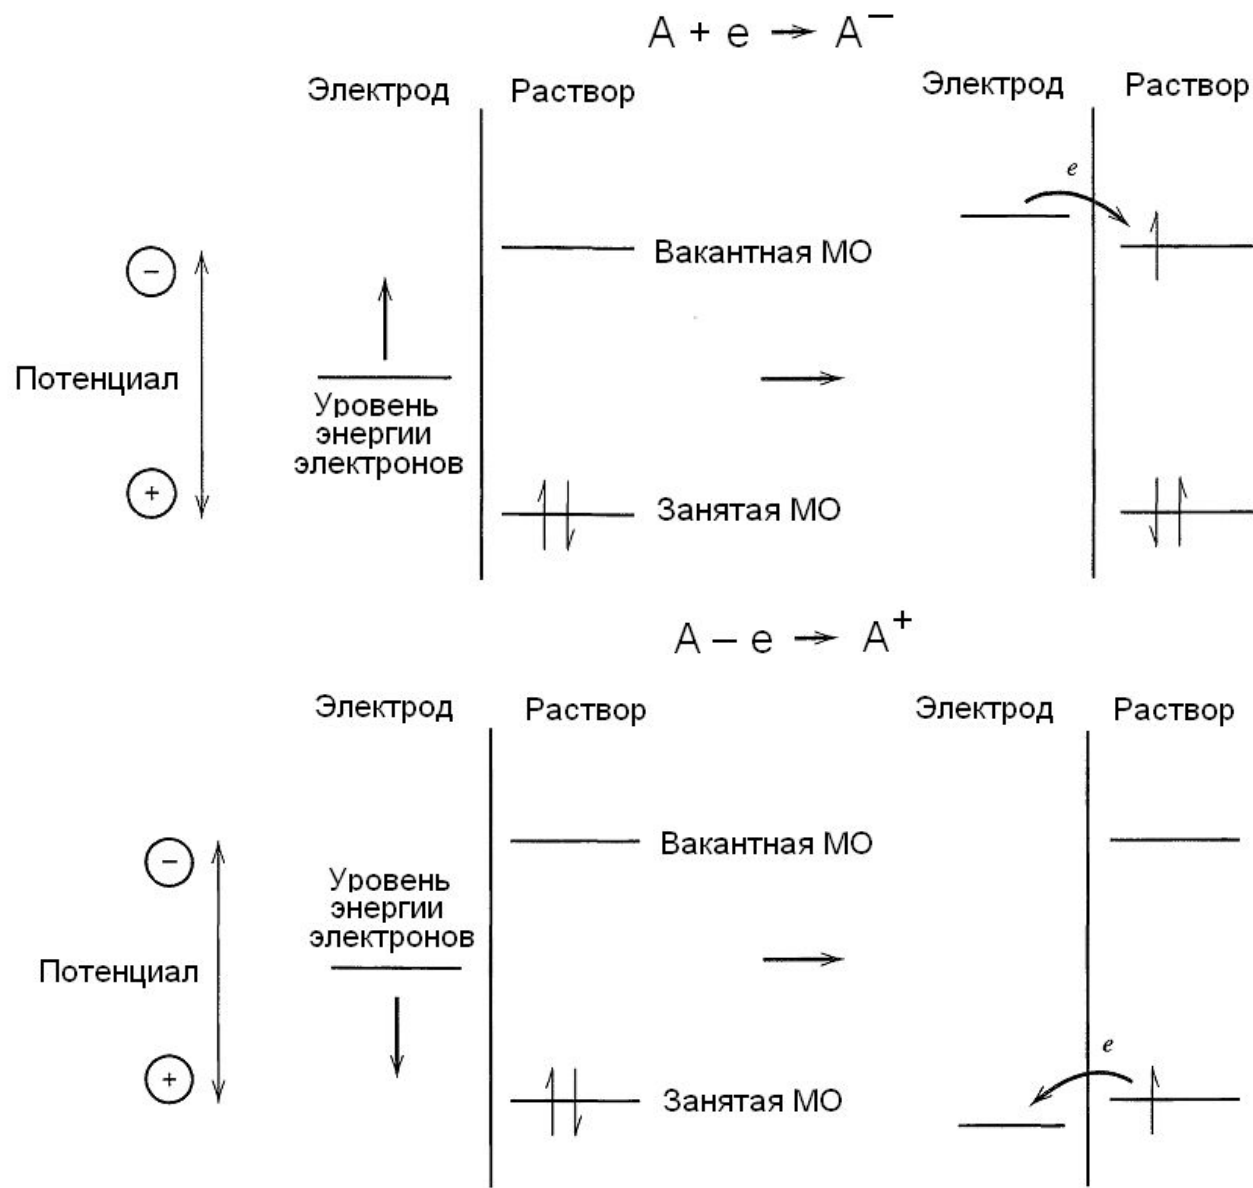 A + e → A⁻
Электрод
Раствор
Электрод
Раствор
e
−
Вакантная МО
Потенциал
Уровень
энергии
электронов
+
Занятая МО
A – e → A⁺
Электрод
Раствор
Электрод
Раствор
−
Вакантная МО
Уровень
энергии
электронов
Потенциал
e
+
Занятая МО